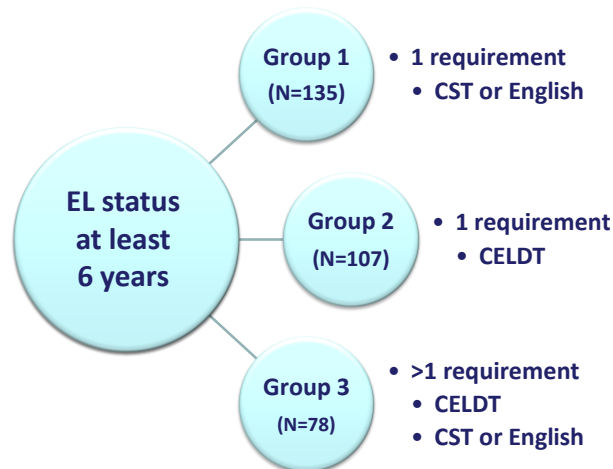 EL status
at least
6 years
Group 1
(N=135)
• 1 requirement
• CST or English
Group 2
(N=107)
• 1 requirement
• CELDT
Group 3
(N=78)
• >1 requirement
• CELDT
• CST or English